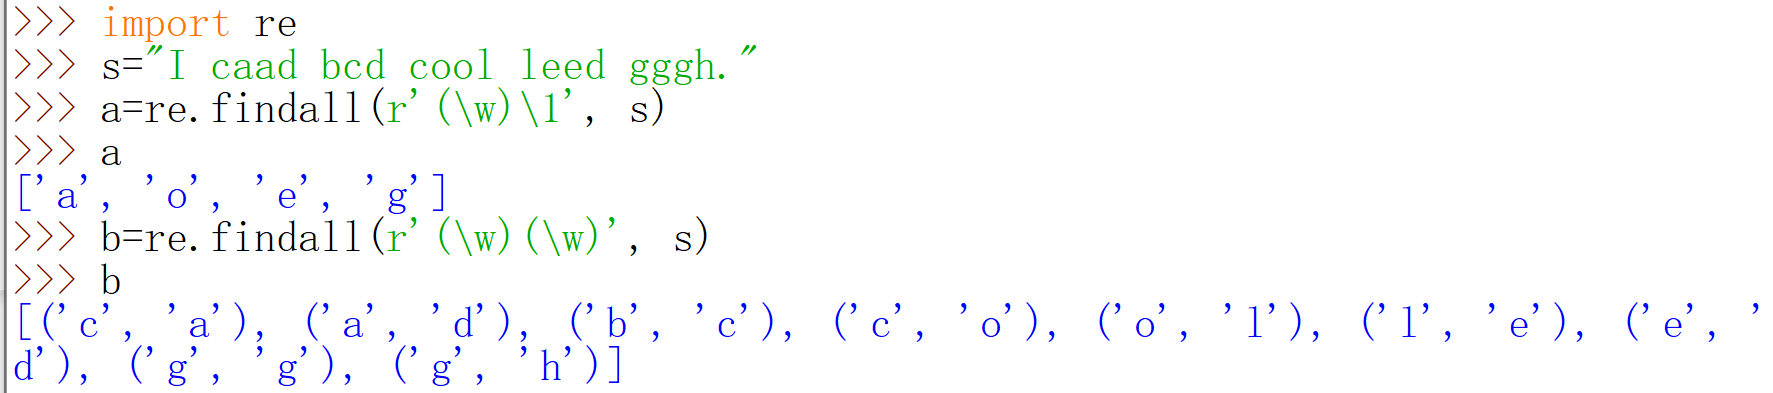 >>> import re
>>> s="I caad bcd cool leed gggh."
>>> a=re.findall(r'(\w)\1', s)
>>> a
['a', 'o', 'e', 'g']
>>> b=re.findall(r'(\w)(\w)', s)
>>> b
[('c', 'a'), ('a', 'd'), ('b', 'c'), ('c', 'o'), ('o', 'l'), ('l', 'e'), ('e', '
d'), ('g', 'g'), ('g', 'h')]